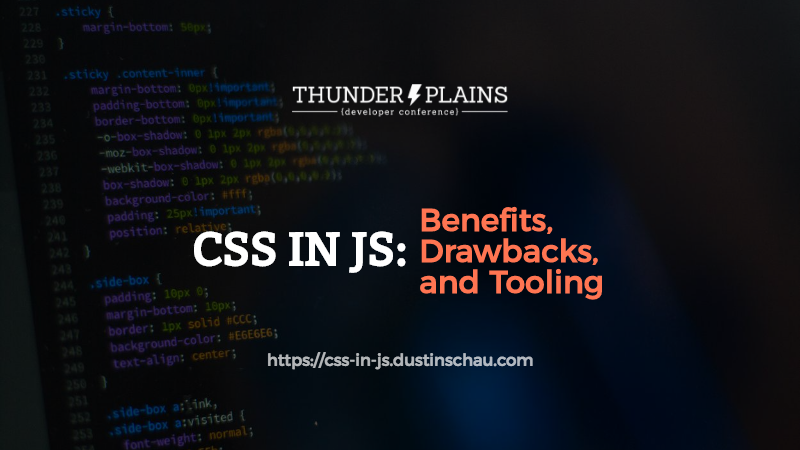 227 .sticky {
228 margin-bottom: 50px;
229 }
230
231 .sticky .content-inner {
232 margin-bottom: 0px!important;
233 padding-bottom: 0px!important;
234 border-bottom: 0px!important;
235 -o-box-shadow: 0 1px 2px
236 -moz-box-shadow: 0 1px 2px
237 -webkit-box-shadow: 0 1px 2px
238 box-shadow: 0 1px 2px
239 background-color: #fff;
240 padding: 25px!important;
241 position: relative;
242 }
243
244 .side-box {
245 padding: 10px 0;
246 margin-bottom: 10px;
247 border: 1px solid #CCC;
248 background-color: #E6E6E6;
249 text-align: center;
250 }
251
252 .side-box a:link,
253 .side-box a:visited {
254 font-weight: normal;
THUNDER PLAINS
{developer conference}
CSS IN JS:
Benefits,
Drawbacks,
and Tooling
https://css-in-js.dustinschau.com